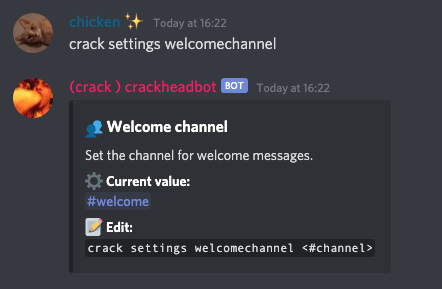 chicken ✨ Today at 16:22
crack settings welcomechannel
(crack ) crackheadbot BOT Today at 16:22
👥 Welcome channel
Set the channel for welcome messages.
⚙️ Current value:
#welcome
📝 Edit:
crack settings welcomechannel <#channel>